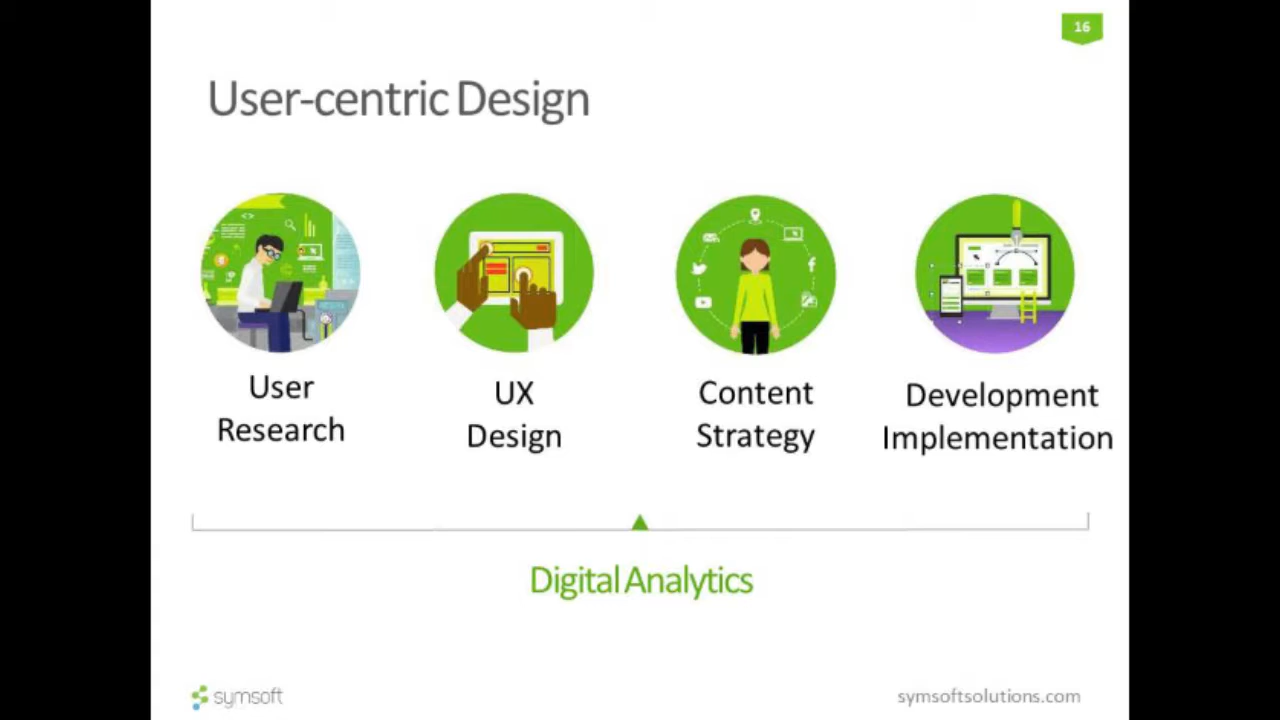 16
User-centric Design
User
Research
UX
Design
Content
Strategy
Development
Implementation
Digital Analytics
symsoft
symsoftsolutions.com